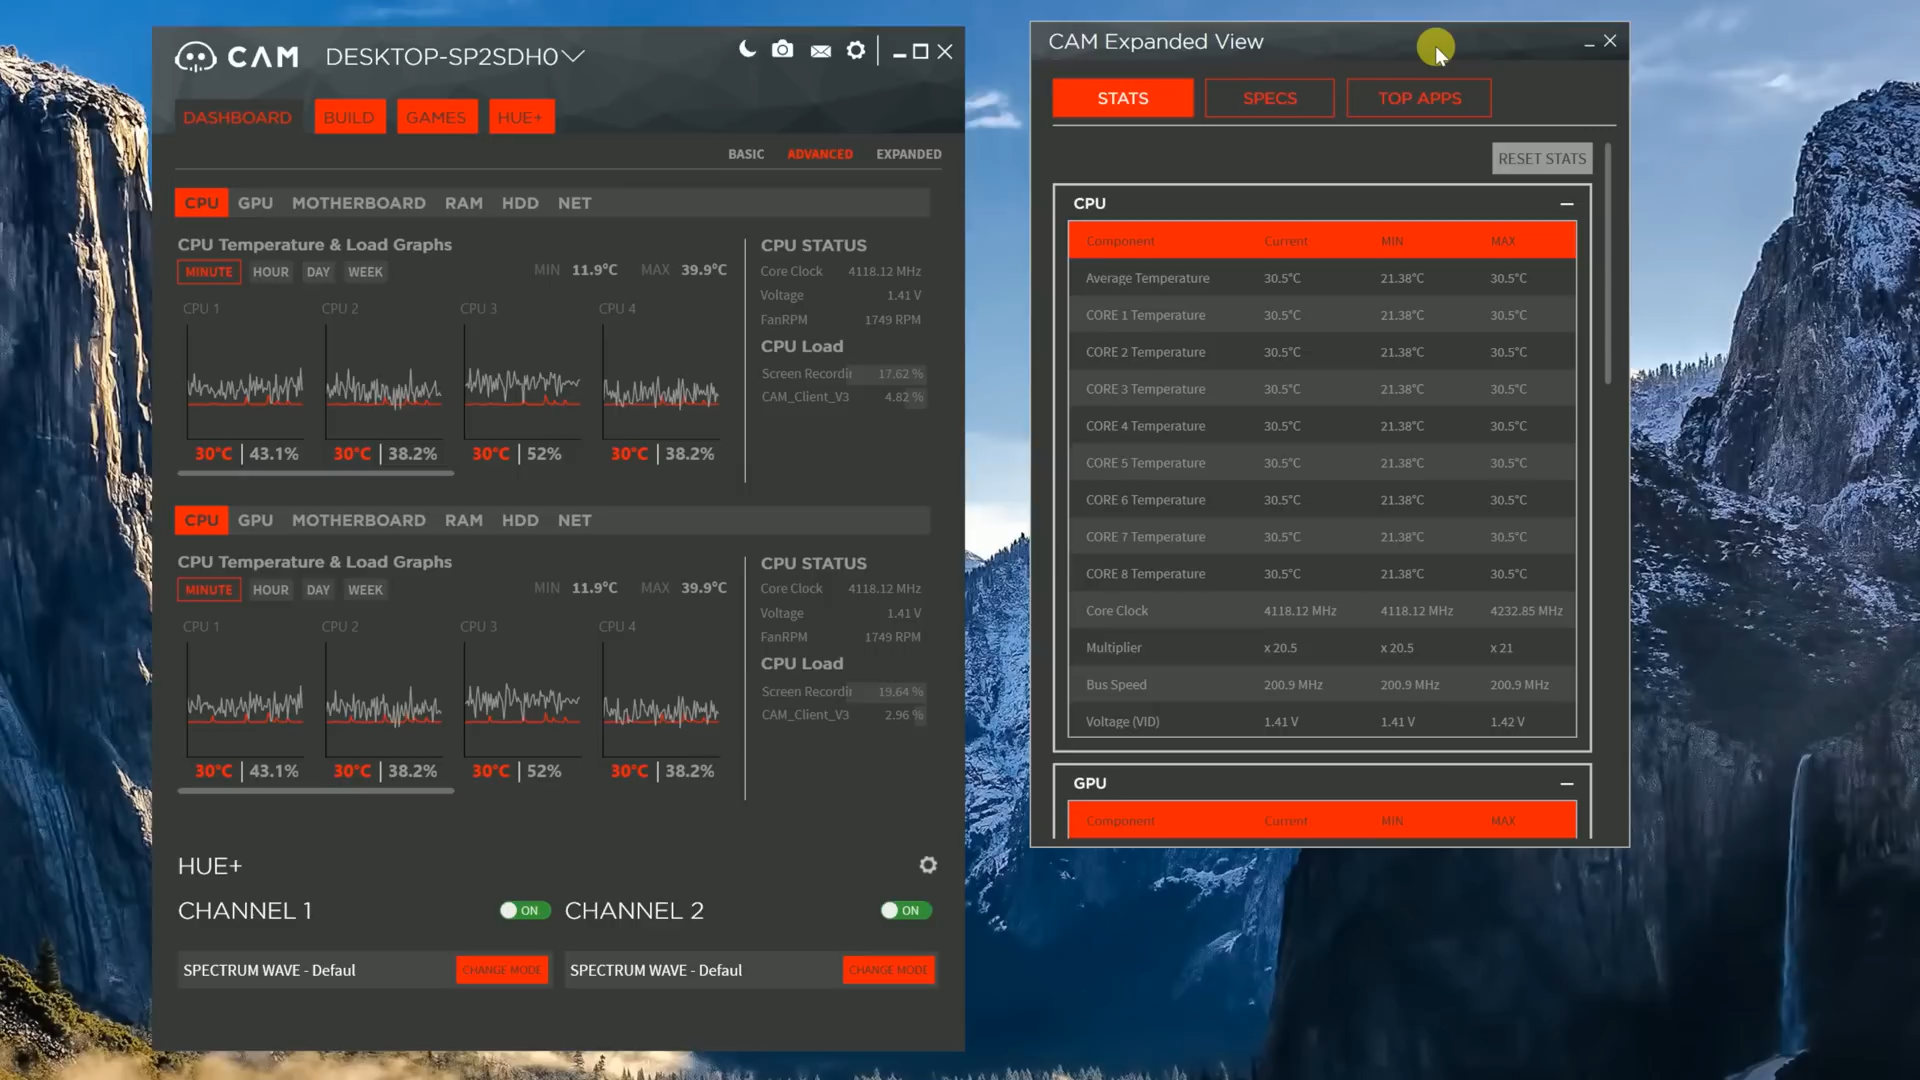 CAM DESKTOP-SP2SDH0
DASHBOARD BUILD GAMES HUE+
BASIC ADVANCED EXPANDED
CPU GPU MOTHERBOARD RAM HDD NET
CPU Temperature & Load Graphs
MINUTE HOUR DAY WEEK MIN 11.9°C MAX 39.9°C
CPU 1 CPU 2 CPU 3 CPU 4
30°C 43.1% 30°C 38.2% 30°C 52% 30°C 38.2%
CPU STATUS
Core Clock 4118.12 MHz
Voltage 1.41 V
FanRPM 1749 RPM
CPU Load
Screen Recordir 17.62 %
CAM_Client_V3 4.82 %
CPU GPU MOTHERBOARD RAM HDD NET
CPU Temperature & Load Graphs
MINUTE HOUR DAY WEEK MIN 11.9°C MAX 39.9°C
CPU 1 CPU 2 CPU 3 CPU 4
30°C 43.1% 30°C 38.2% 30°C 52% 30°C 38.2%
CPU STATUS
Core Clock 4118.12 MHz
Voltage 1.41 V
FanRPM 1749 RPM
CPU Load
Screen Recordir 19.64 %
CAM_Client_V3 2.96 %
HUE+
CHANNEL 1 ON CHANNEL 2 ON
SPECTRUM WAVE - Defaul CHANGE MODE SPECTRUM WAVE - Defaul CHANGE MODE
CAM Expanded View
STATS SPECS TOP APPS
RESET STATS
CPU
Component Current MIN MAX
Average Temperature 30.5°C 21.38°C 30.5°C
CORE 1 Temperature 30.5°C 21.38°C 30.5°C
CORE 2 Temperature 30.5°C 21.38°C 30.5°C
CORE 3 Temperature 30.5°C 21.38°C 30.5°C
CORE 4 Temperature 30.5°C 21.38°C 30.5°C
CORE 5 Temperature 30.5°C 21.38°C 30.5°C
CORE 6 Temperature 30.5°C 21.38°C 30.5°C
CORE 7 Temperature 30.5°C 21.38°C 30.5°C
CORE 8 Temperature 30.5°C 21.38°C 30.5°C
Core Clock 4118.12 MHz 4118.12 MHz 4232.85 MHz
Multiplier x 20.5 x 20.5 x 21
Bus Speed 200.9 MHz 200.9 MHz 200.9 MHz
Voltage (VID) 1.41 V 1.41 V 1.42 V
GPU
Component Current MIN MAX